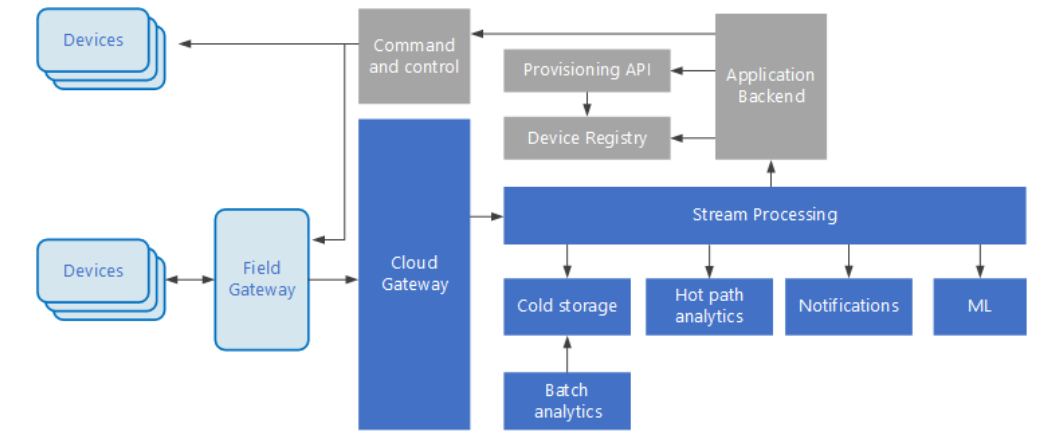 Devices
Command
and control
Provisioning API
Application
Backend
Device Registry
Stream Processing
Devices
Field
Gateway
Cloud
Gateway
Cold storage
Hot path
analytics
Notifications
ML
Batch
analytics